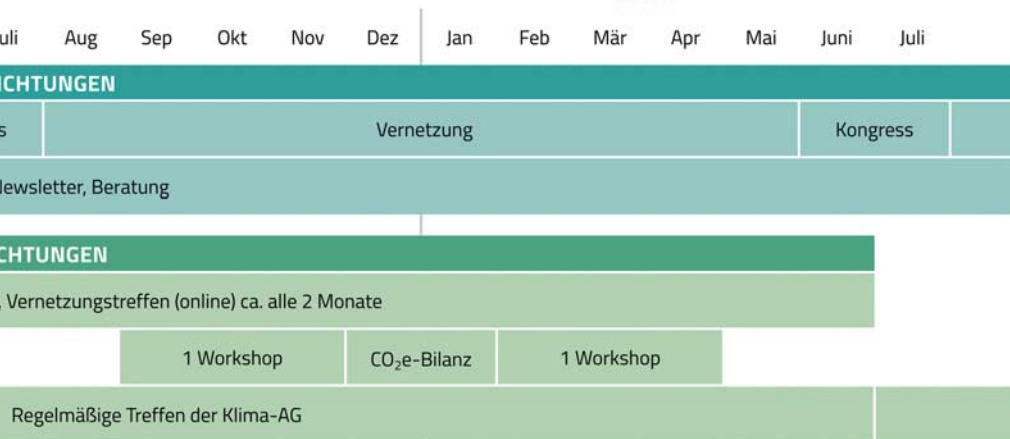 uli Aug Sep Okt Nov Dez Jan Feb Mär Apr Mai Juni Juli
ICHTUNGEN
s Vernetzung Kongress
Newsletter, Beratung
CHTUNGEN
, Vernetzungstreffen (online) ca. alle 2 Monate
1 Workshop CO₂e-Bilanz 1 Workshop
Regelmäßige Treffen der Klima-AG